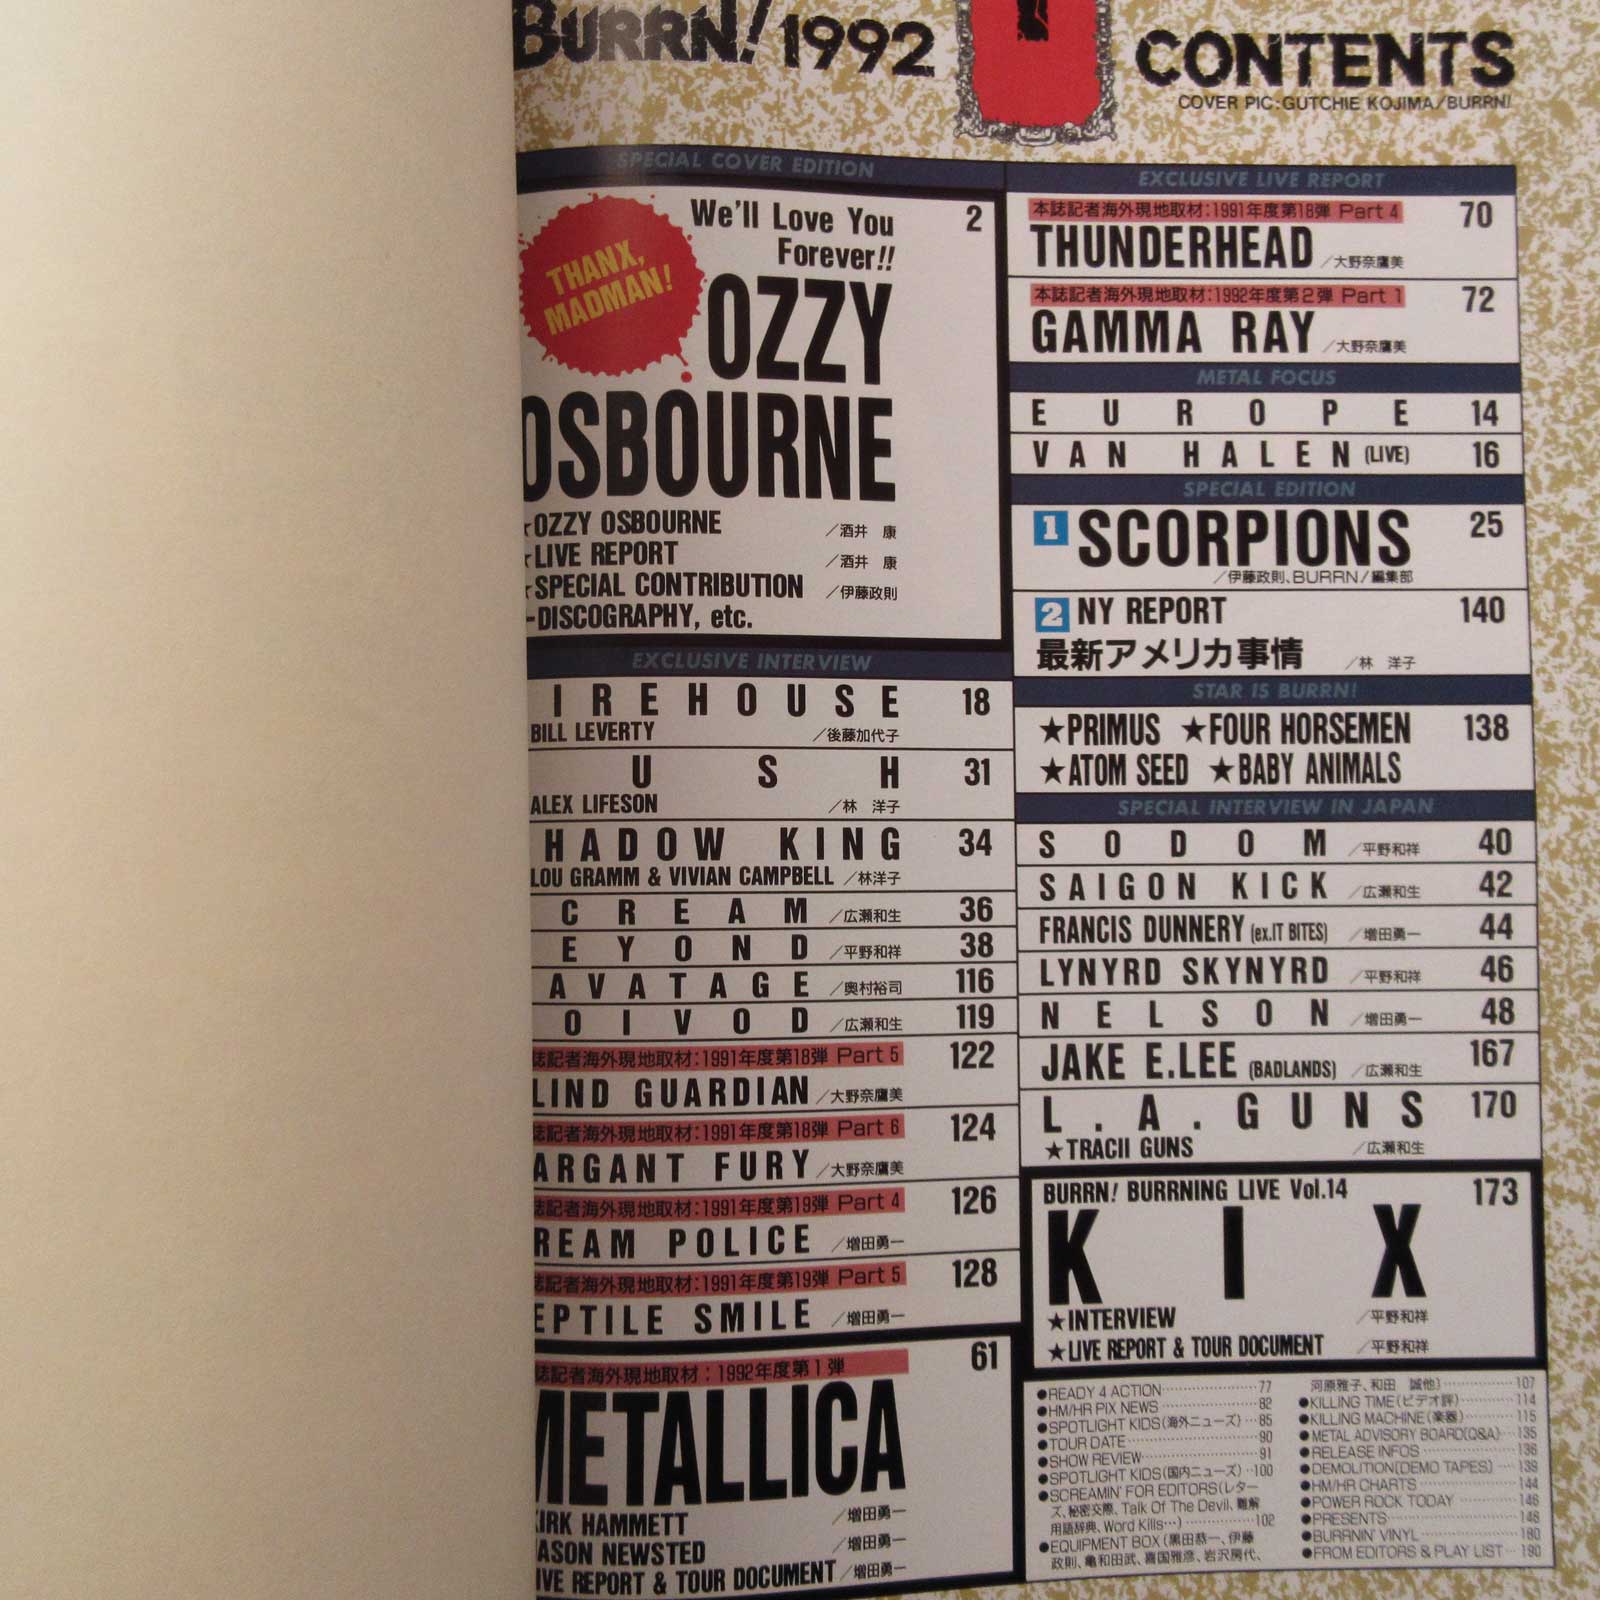 BURRN! 1992
CONTENTS
COVER PIC:GUTCHIE KOJIMA/BURRN!
SPECIAL COVER EDITION
THANX,
MADMAN!
We'll Love You
Forever!! 2
OZZY
OSBOURNE
★OZZY OSBOURNE ／酒井　康
★LIVE REPORT ／酒井　康
★SPECIAL CONTRIBUTION ／伊藤政則
-DISCOGRAPHY, etc.
EXCLUSIVE INTERVIEW
IREHOUSE 18
BILL LEVERTY ／後藤加代子
USH 31
ALEX LIFESON ／林　洋子
HADOW KING 34
LOU GRAMM & VIVIAN CAMPBELL ／林洋子
CREAM ／広瀬和生 36
EYOND ／平野和祥 38
AVATAGE ／奥村裕司 116
OIVOD ／広瀬和生 119
誌記者海外現地取材:1991年度第18弾 Part 5 122
LIND GUARDIAN ／大野奈鷹美
誌記者海外現地取材:1991年度第18弾 Part 6 124
ARGANT FURY ／大野奈鷹美
誌記者海外現地取材:1991年度第19弾 Part 4 126
REAM POLICE ／増田勇一
誌記者海外現地取材:1991年度第19弾 Part 5 128
EPTILE SMILE ／増田勇一
誌記者海外現地取材：1992年度第1弾 61
METALLICA
KIRK HAMMETT ／増田勇一
JASON NEWSTED ／増田勇一
LIVE REPORT & TOUR DOCUMENT ／増田勇一
EXCLUSIVE LIVE REPORT
本誌記者海外現地取材:1991年度第18弾 Part 4 70
THUNDERHEAD ／大野奈鷹美
本誌記者海外現地取材:1992年度第2弾 Part 1 72
GAMMA RAY ／大野奈鷹美
METAL FOCUS
EUROPE 14
VAN HALEN (LIVE) 16
SPECIAL EDITION
1 SCORPIONS 25
／伊藤政則、BURRN!編集部
2 NY REPORT 140
最新アメリカ事情 ／林　洋子
STAR IS BURRN!
★PRIMUS ★FOUR HORSEMEN 138
★ATOM SEED ★BABY ANIMALS
SPECIAL INTERVIEW IN JAPAN
SODOM ／平野和祥 40
SAIGON KICK ／広瀬和生 42
FRANCIS DUNNERY (ex.IT BITES) ／増田勇一 44
LYNYRD SKYNYRD ／平野和祥 46
NELSON ／増田勇一 48
JAKE E.LEE (BADLANDS) ／広瀬和生 167
L.A.GUNS 170
★TRACII GUNS ／広瀬和生
BURRN! BURRNING LIVE Vol.14 173
KIX
★INTERVIEW ／平野和祥
★LIVE REPORT & TOUR DOCUMENT ／平野和祥
●READY 4 ACTION 77
●HM/HR PIX NEWS 82
●SPOTLIGHT KIDS(海外ニューズ) 85
●TOUR DATE 90
●SHOW REVIEW 91
●SPOTLIGHT KIDS(国内ニューズ) 100
●SCREAMIN' FOR EDITORS(レター
ズ、秘密交際、Talk Of The Devil、難解
用語辞典、Word Kills…) 102
●EQUIPMENT BOX (黒田恭一、伊藤
政則、亀和田武、喜国雅彦、岩沢房代、
河原雅子、和田　誠他) 107
●KILLING TIME(ビデオ評) 114
●KILLING MACHINE(楽器) 115
●METAL ADVISORY BOARD(Q&A) 135
●RELEASE INFOS 136
●DEMOLITION(DEMO TAPES) 139
●HM/HR CHARTS 144
●POWER ROCK TODAY 146
●PRESENTS 148
●BURRNIN' VINYL 180
●FROM EDITORS & PLAY LIST 190